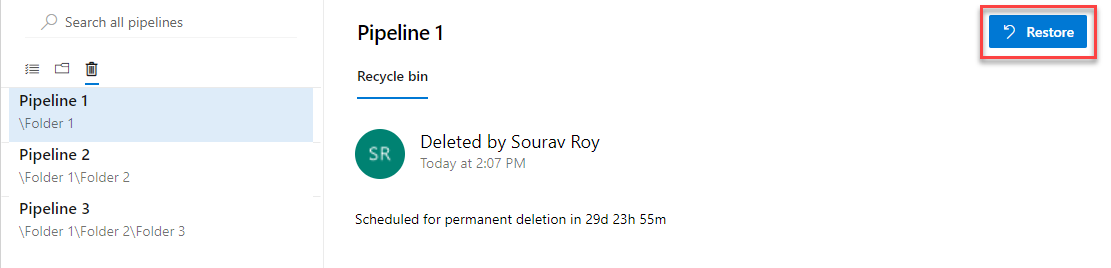 Search all pipelines
Pipeline 1
\Folder 1
Pipeline 2
\Folder 1\Folder 2
Pipeline 3
\Folder 1\Folder 2\Folder 3
Pipeline 1
Restore
Recycle bin
SR
Deleted by Sourav Roy
Today at 2:07 PM
Scheduled for permanent deletion in 29d 23h 55m